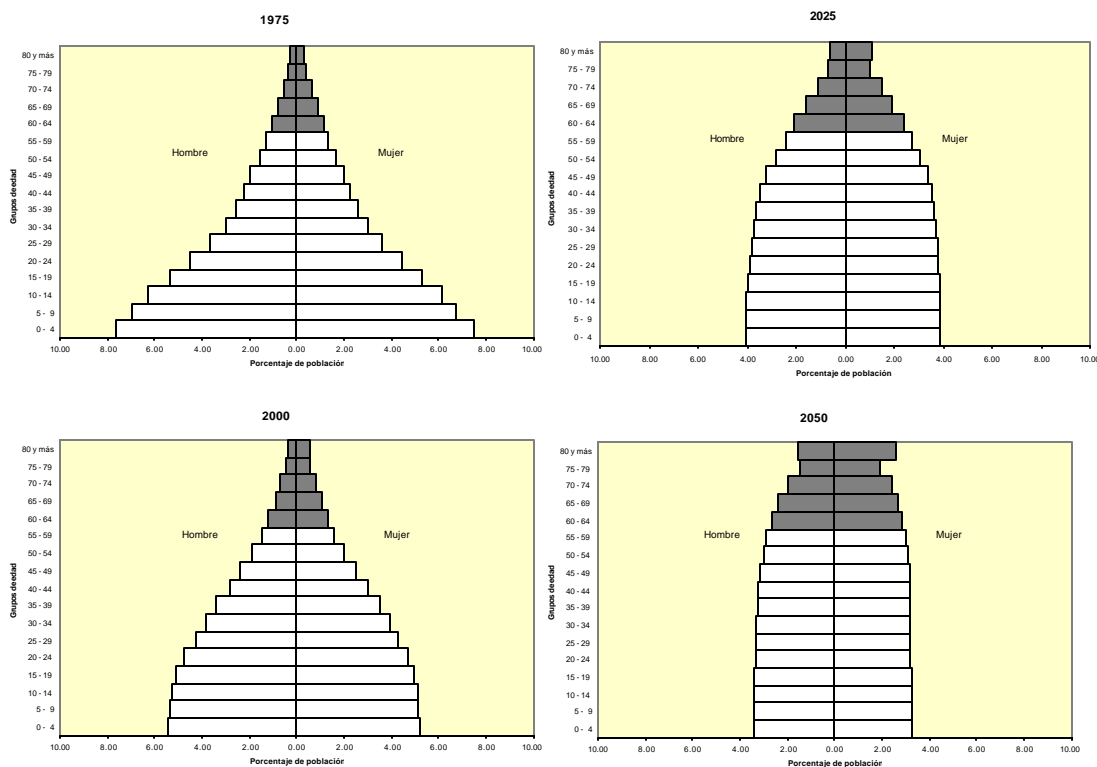 1975
80 y más
75 - 79
70 - 74
65 - 69
60 - 64
55 - 59
50 - 54
45 - 49
40 - 44
35 - 39
30 - 34
25 - 29
20 - 24
15 - 19
10 - 14
5 - 9
0 - 4
Grupos deedad
Hombre
Mujer
10.00 8.00 6.00 4.00 2.00 0.00 2.00 4.00 6.00 8.00 10.00
Porcentaje de población
2025
80 y más
75 - 79
70 - 74
65 - 69
60 - 64
55 - 59
50 - 54
45 - 49
40 - 44
35 - 39
30 - 34
25 - 29
20 - 24
15 - 19
10 - 14
5 - 9
0 - 4
Grupos deedad
Hombre
Mujer
10.00 8.00 6.00 4.00 2.00 0.00 2.00 4.00 6.00 8.00 10.00
Porcentaje de población
2000
80 y más
75 - 79
70 - 74
65 - 69
60 - 64
55 - 59
50 - 54
45 - 49
40 - 44
35 - 39
30 - 34
25 - 29
20 - 24
15 - 19
10 - 14
5 - 9
0 - 4
Grupos deedad
Hombre
Mujer
10.00 8.00 6.00 4.00 2.00 0.00 2.00 4.00 6.00 8.00 10.00
Porcentaje de población
2050
80 y más
75 - 79
70 - 74
65 - 69
60 - 64
55 - 59
50 - 54
45 - 49
40 - 44
35 - 39
30 - 34
25 - 29
20 - 24
15 - 19
10 - 14
5 - 9
0 - 4
Grupos deedad
Hombre
Mujer
10.00 8.00 6.00 4.00 2.00 0.00 2.00 4.00 6.00 8.00 10.00
Porcentaje de población